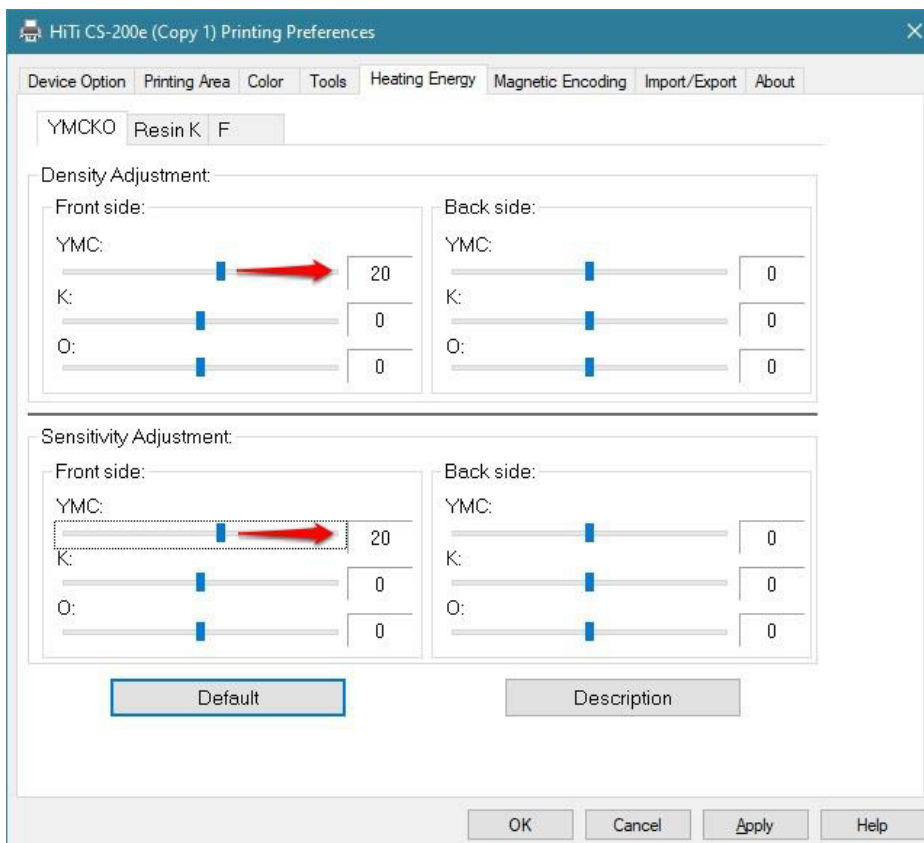 HiTi CS-200e (Copy 1) Printing Preferences
Device Option Printing Area Color Tools Heating Energy Magnetic Encoding Import/Export About
YMCKO Resin K F
Density Adjustment:
Front side:
YMC:
20
K:
0
O:
0
Back side:
YMC:
0
K:
0
O:
0
Sensitivity Adjustment:
Front side:
YMC:
20
K:
0
O:
0
Back side:
YMC:
0
K:
0
O:
0
Default Description
OK Cancel Apply Help